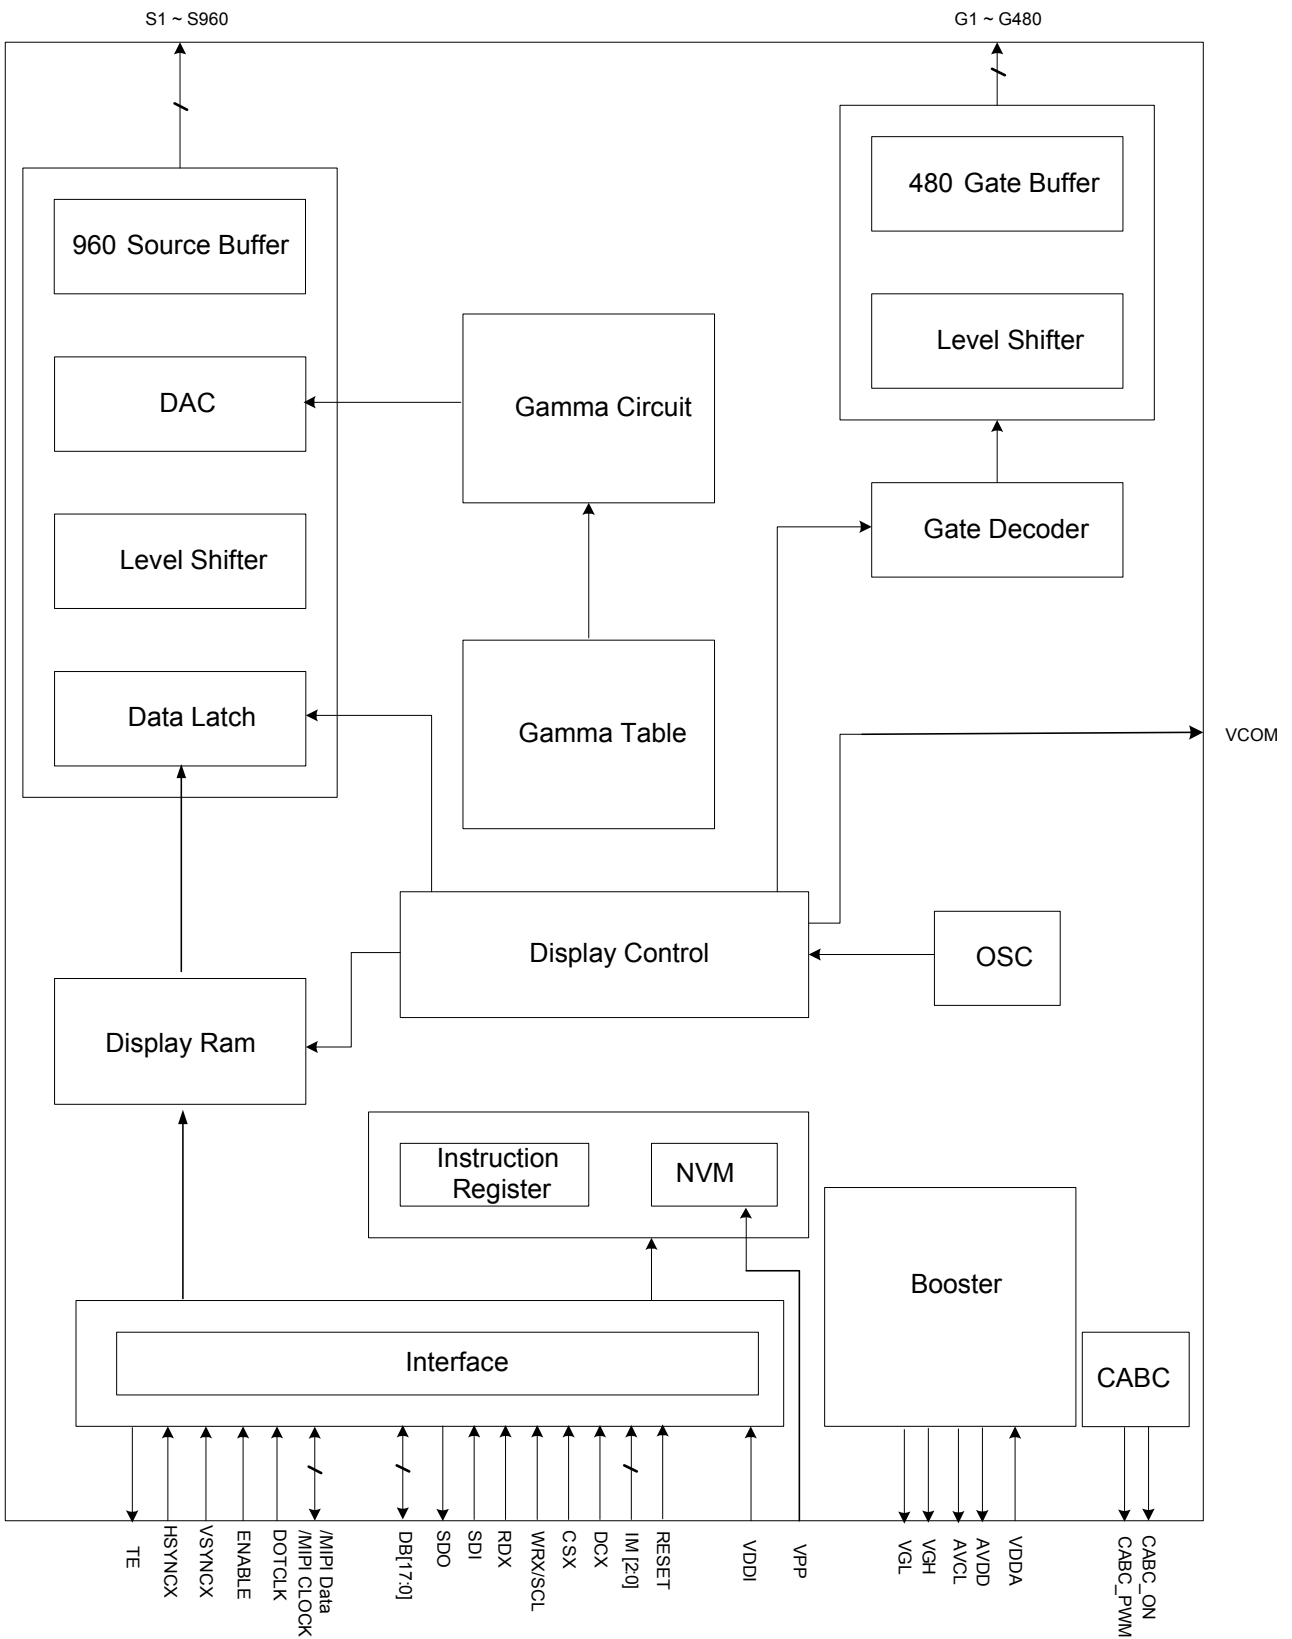 S1 ~ S960
G1 ~ G480
480 Gate Buffer
960 Source Buffer
Level Shifter
DAC
Gamma Circuit
Gate Decoder
Level Shifter
Data Latch
Gamma Table
VCOM
Display Control
OSC
Display Ram
Instruction
Register
NVM
Booster
Interface
CABC
TE
HSYNCX
VSYNCX
ENABLE
DOTCLK
/MIPI Data
/MIPI CLOCK
DB[17:0]
SDO
SDI
RDX
WRX/SCL
CSX
DCX
IM [2:0]
RESET
VDDI
VPP
VGL
VGH
AVCL
AVDD
VDDA
CABC_PWM
CABC_ON